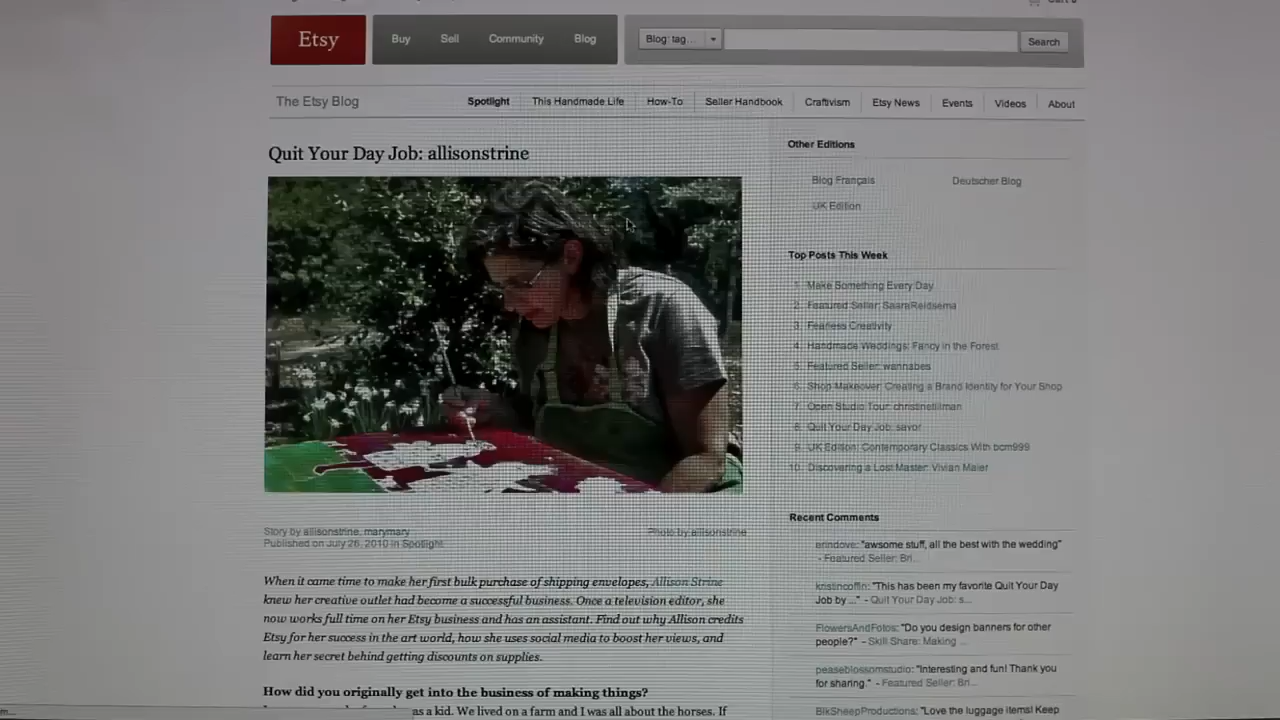 Etsy
Buy Sell Community Blog
Blog: tag... Search
The Etsy Blog
Spotlight This Handmade Life How-To Seller Handbook Craftivism Etsy News Events Videos About
Quit Your Day Job: allisonstrine
Other Editions
Blog Français Deutscher Blog
UK Edition
Top Posts This Week
1. Make Something Every Day
2. Featured Seller: SaaraReidsema
3. Fearless Creativity
4. Handmade Weddings: Fancy in the Forest
5. Featured Seller: wannabes
6. Shop Makeover: Creating a Brand Identity for Your Shop
7. Open Studio Tour: christinetillman
8. Quit Your Day Job: savor
9. UK Edition: Contemporary Classics With bcm999
10. Discovering a Lost Master: Vivian Maier
Story by allisonstrine, marymary
Published on July 26, 2010 in Spotlight
Photo by allisonstrine
When it came time to make her first bulk purchase of shipping envelopes, Allison Strine
knew her creative outlet had become a successful business. Once a television editor, she
now works full time on her Etsy business and has an assistant. Find out why Allison credits
Etsy for her success in the art world, how she uses social media to boost her views, and
learn her secret behind getting discounts on supplies.
How did you originally get into the business of making things?
as a kid. We lived on a farm and I was all about the horses. If
Recent Comments
erindove: "awsome stuff, all the best with the wedding"
- Featured Seller: Bri...
kristincoffin: "This has been my favorite Quit Your Day
Job by ..." - Quit Your Day Job: s...
FlowersAndFotos: "Do you design banners for other
people?" - Skill Share: Making ...
peaseblossomstudio: "Interesting and fun! Thank you
for sharing." - Featured Seller: Bri...
BlkSheepProductions: "Love the luggage items! Keep